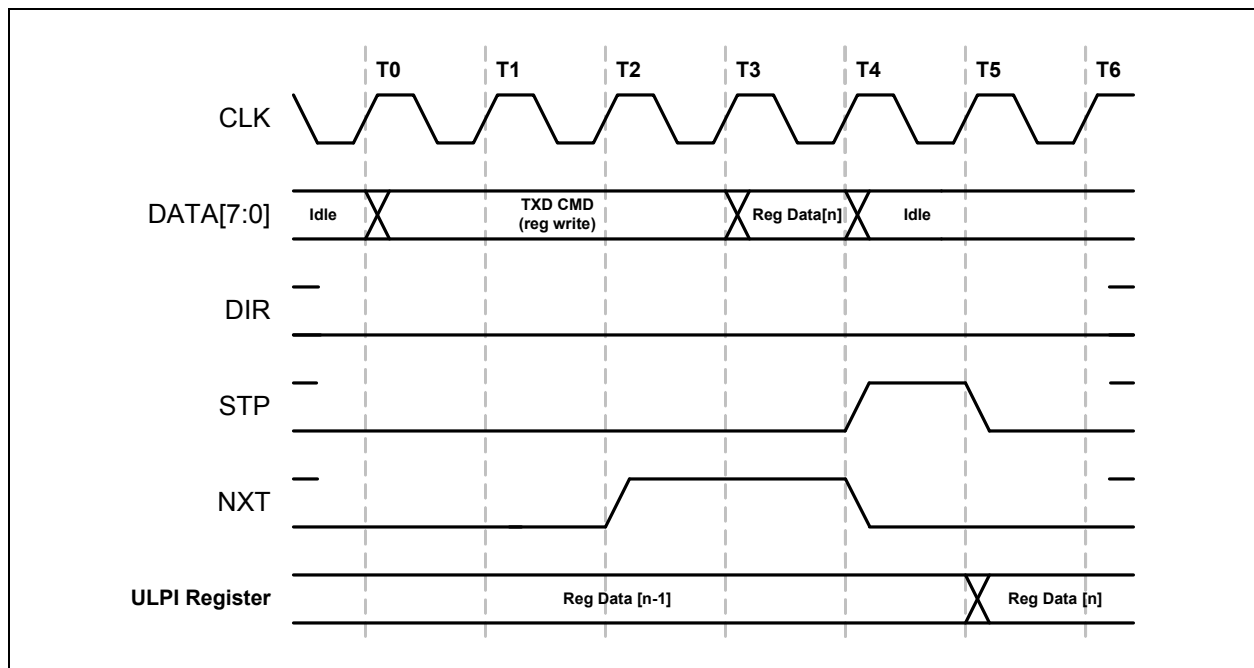 T0 T1 T2 T3 T4 T5 T6
CLK
DATA[7:0] Idle TXD CMD Reg Data[n] Idle
(reg write)
DIR
STP
NXT
ULPI Register Reg Data [n-1] Reg Data [n]